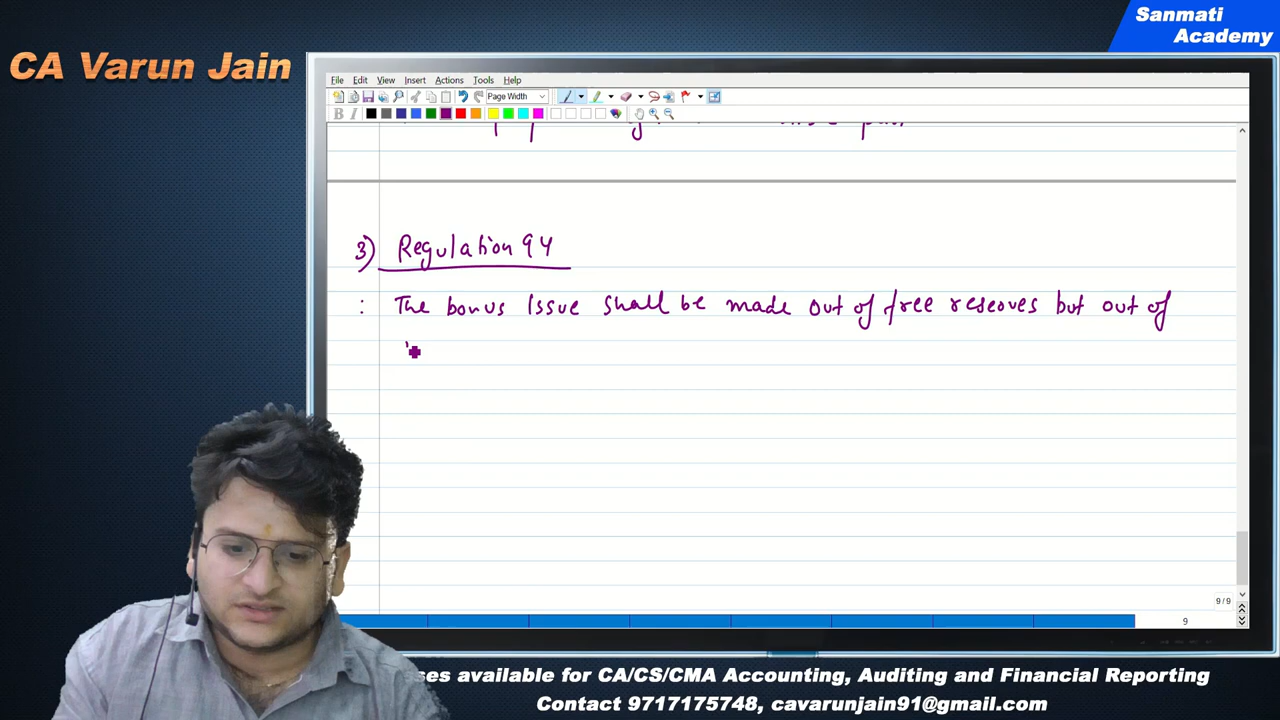 Sanmati
Academy
CA Varun Jain
File Edit View Insert Actions Tools Help
Page Width
3) Regulation 94
: The bonus Issue shall be made out of free reserves but out of
9/9
9
ses available for CA/CS/CMA Accounting, Auditing and Financial Reporting
Contact 9717175748, cavarunjain91@gmail.com